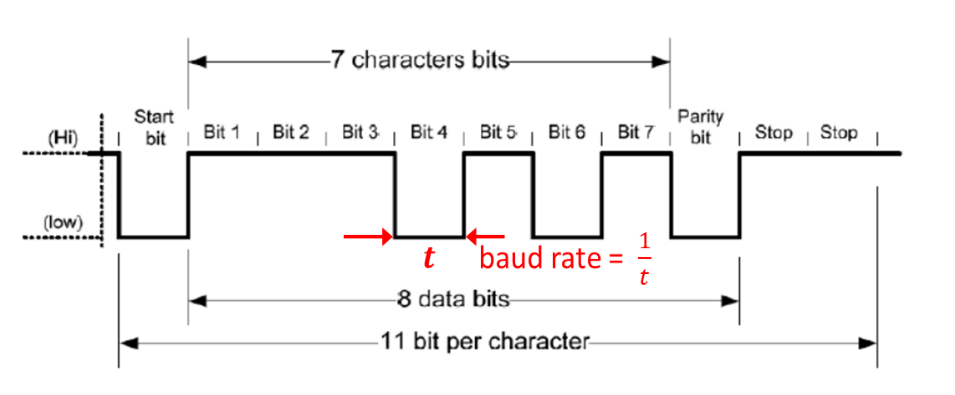 7 characters bits
Start bit
Bit 1
Bit 2
Bit 3
Bit 4
Bit 5
Bit 6
Bit 7
Parity bit
Stop
Stop
(Hi)
(low)
t
baud rate = 1/t
8 data bits
11 bit per character